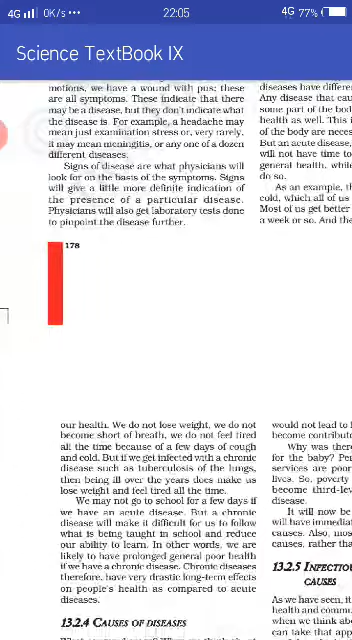 4G 0K/s ••• 22:05 4G 77%
Science TextBook IX
motions, we have a wound with pus; these
are all symptoms. These indicate that there
may be a disease, but they don't indicate what
the disease is. For example, a headache may
mean just examination stress or, very rarely,
it may mean meningitis, or any one of a dozen
different diseases.
Signs of disease are what physicians will
look for on the basis of the symptoms. Signs
will give a little more definite indication of
the presence of a particular disease.
Physicians will also get laboratory tests done
to pinpoint the disease further.
178
diseases have differe
Any disease that cau
some part of the bod
health as well. This i
of the body are neces
But an acute disease,
will not have time to
general health, while
do so.
As an example, th
cold, which all of us
Most of us get better
a week or so. And the
our health. We do not lose weight, we do not
become short of breath, we do not feel tired
all the time because of a few days of cough
and cold. But if we get infected with a chronic
disease such as tuberculosis of the lungs,
then being ill over the years does make us
lose weight and feel tired all the time.
We may not go to school for a few days if
we have an acute disease. But a chronic
disease will make it difficult for us to follow
what is being taught in school and reduce
our ability to learn. In other words, we are
likely to have prolonged general poor health
if we have a chronic disease. Chronic diseases
therefore, have very drastic long-term effects
on people's health as compared to acute
diseases.
13.2.4 CAUSES OF DISEASES
would not lead to l
become contributo
Why was there
for the baby? Per
services are poor
lives. So, poverty
become third-lev
disease.
It will now be
will have immediat
causes. Also, mos
causes, rather tha
13.2.5 INFECTIOU
CAUSES
As we have seen, it
health and commu
when we think abo
can take that appr